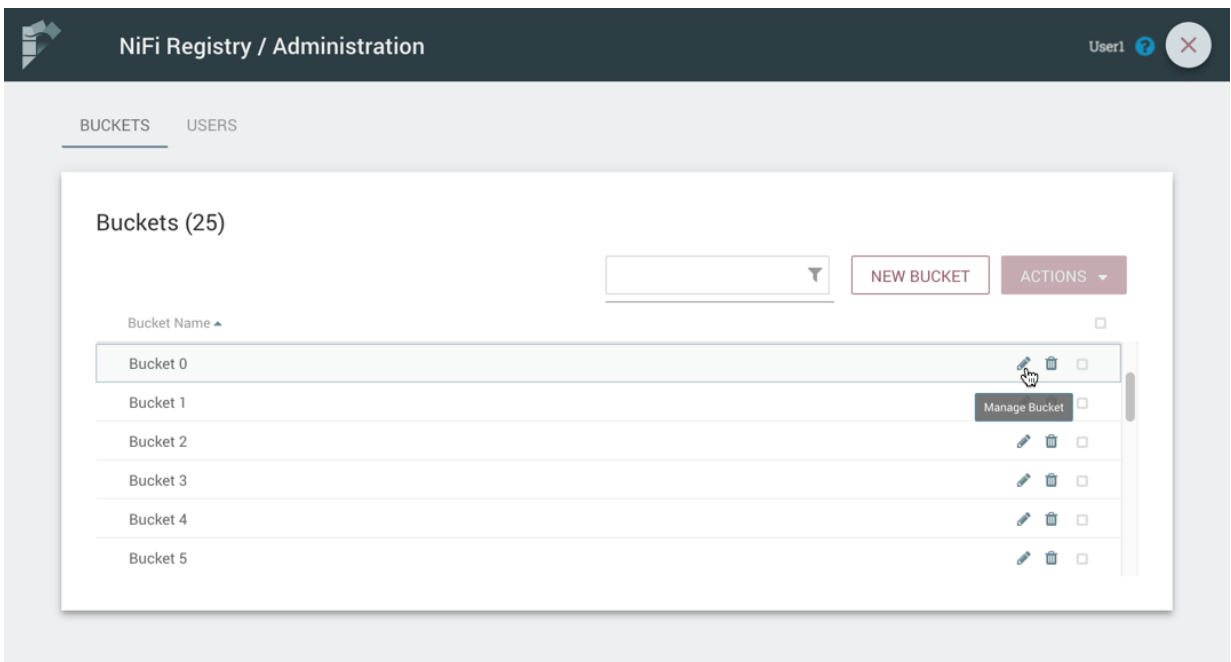 NiFi Registry / Administration
User1
BUCKETS USERS
Buckets (25)
NEW BUCKET ACTIONS
Bucket Name
Bucket 0
Bucket 1
Manage Bucket
Bucket 2
Bucket 3
Bucket 4
Bucket 5